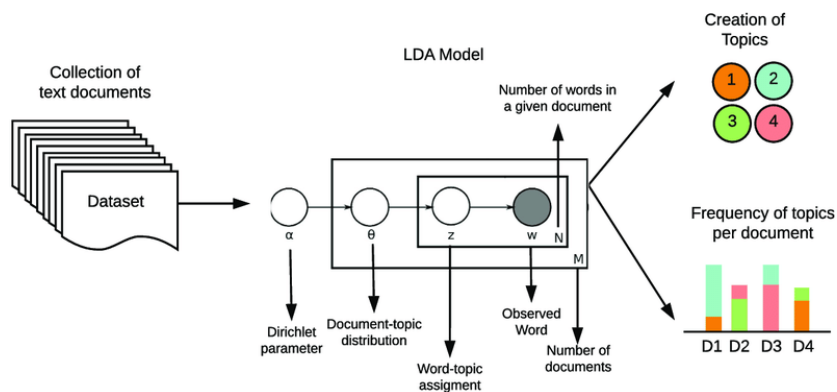 Collection of
text documents
Dataset
LDA Model
Number of words in
a given document
α
θ
z
w
N
M
Dirichlet
parameter
Document-topic
distribution
Word-topic
assigment
Observed
Word
Number of
documents
Creation of
Topics
1
2
3
4
Frequency of topics
per document
D1 D2 D3 D4